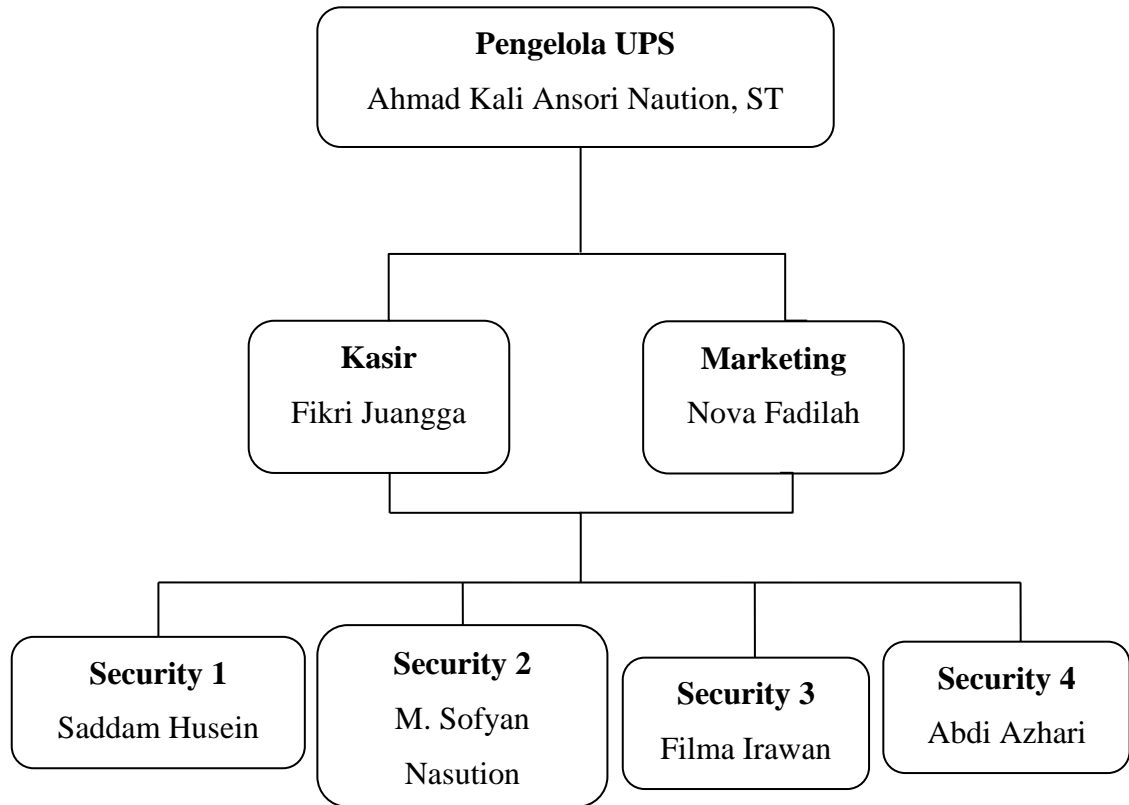 Pengelola UPS
Ahmad Kali Ansori Naution, ST
Kasir
Fikri Juangga
Marketing
Nova Fadilah
Security 1
Saddam Husein
Security 2
M. Sofyan
Nasution
Security 3
Filma Irawan
Security 4
Abdi Azhari